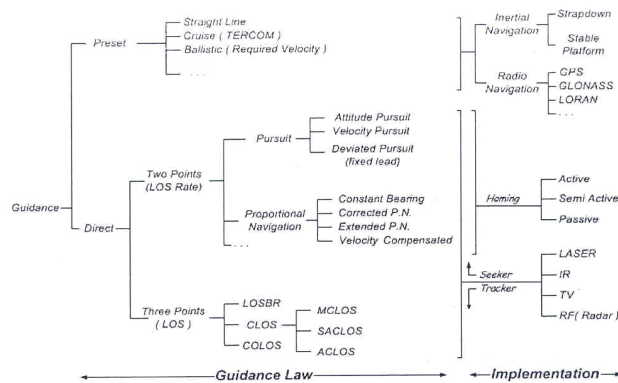 Guidance
Preset
Straight Line
Cruise ( TERCOM )
Ballistic ( Required Velocity )
. . .
Direct
Two Points
(LOS Rate)
Pursuit
Attitude Pursuit
Velocity Pursuit
Deviated Pursuit
(fixed lead)
Proportional
Navigation
Constant Bearing
Corrected P.N.
Extended P.N.
Velocity Compensated
. . .
Three Points
( LOS )
LOSBR
CLOS
COLOS
MCLOS
SACLOS
ACLOS
Inertial
Navigation
Strapdown
Stable
Platform
Radio
Navigation
GPS
GLONASS
LORAN
. . .
Homing
Active
Semi Active
Passive
Seeker
Tracker
LASER
IR
TV
RF( Radar )
Guidance Law
Implementation